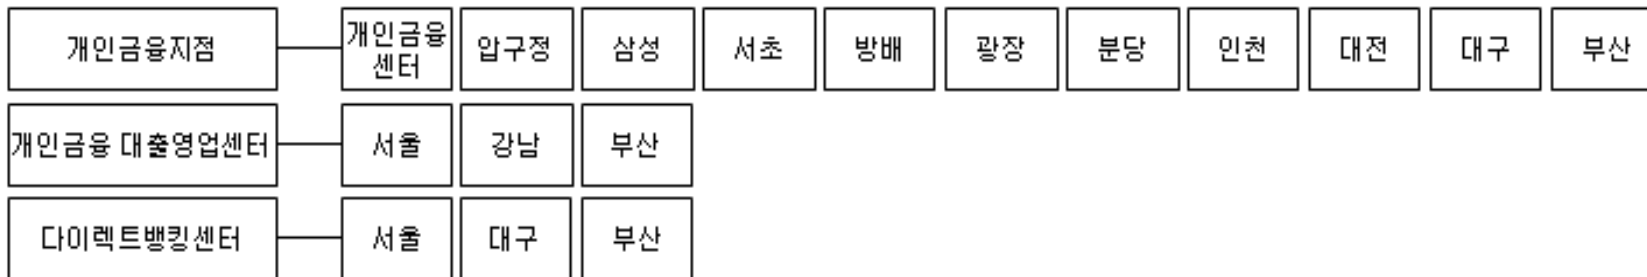 개인금융지점 개인금융 센터 압구정 삼성 서초 방배 광장 분당 인천 대전 대구 부산
개인금융 대출영업센터 서울 강남 부산
다이렉트뱅킹센터 서울 대구 부산